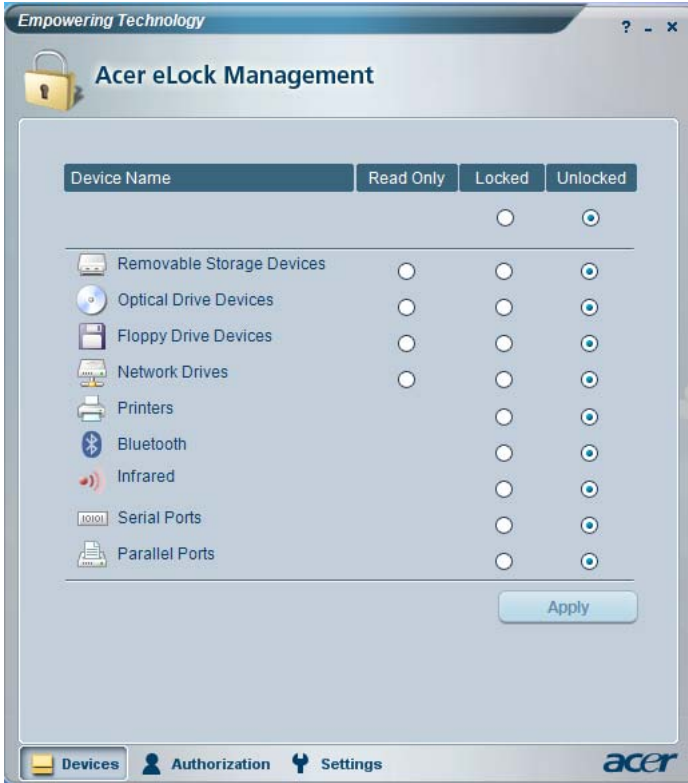 Empowering Technology
? - x
Acer eLock Management
Device Name Read Only Locked Unlocked
Removable Storage Devices
Optical Drive Devices
Floppy Drive Devices
Network Drives
Printers
Bluetooth
Infrared
10101 Serial Ports
Parallel Ports
Apply
Devices Authorization Settings acer